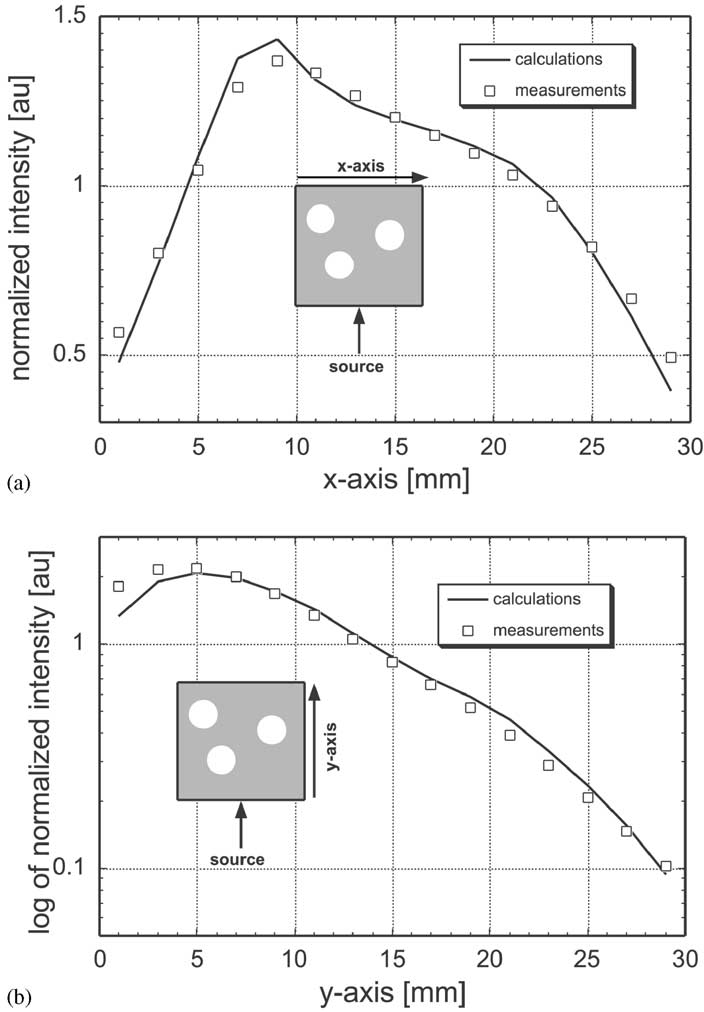 1.5
1
0.5
normalized intensity [au]
calculations
measurements
x-axis
source
0 5 10 15 20 25 30
x-axis [mm]
(a)
1
0.1
log of normalized intensity [au]
calculations
measurements
y-axis
source
0 5 10 15 20 25 30
y-axis [mm]
(b)